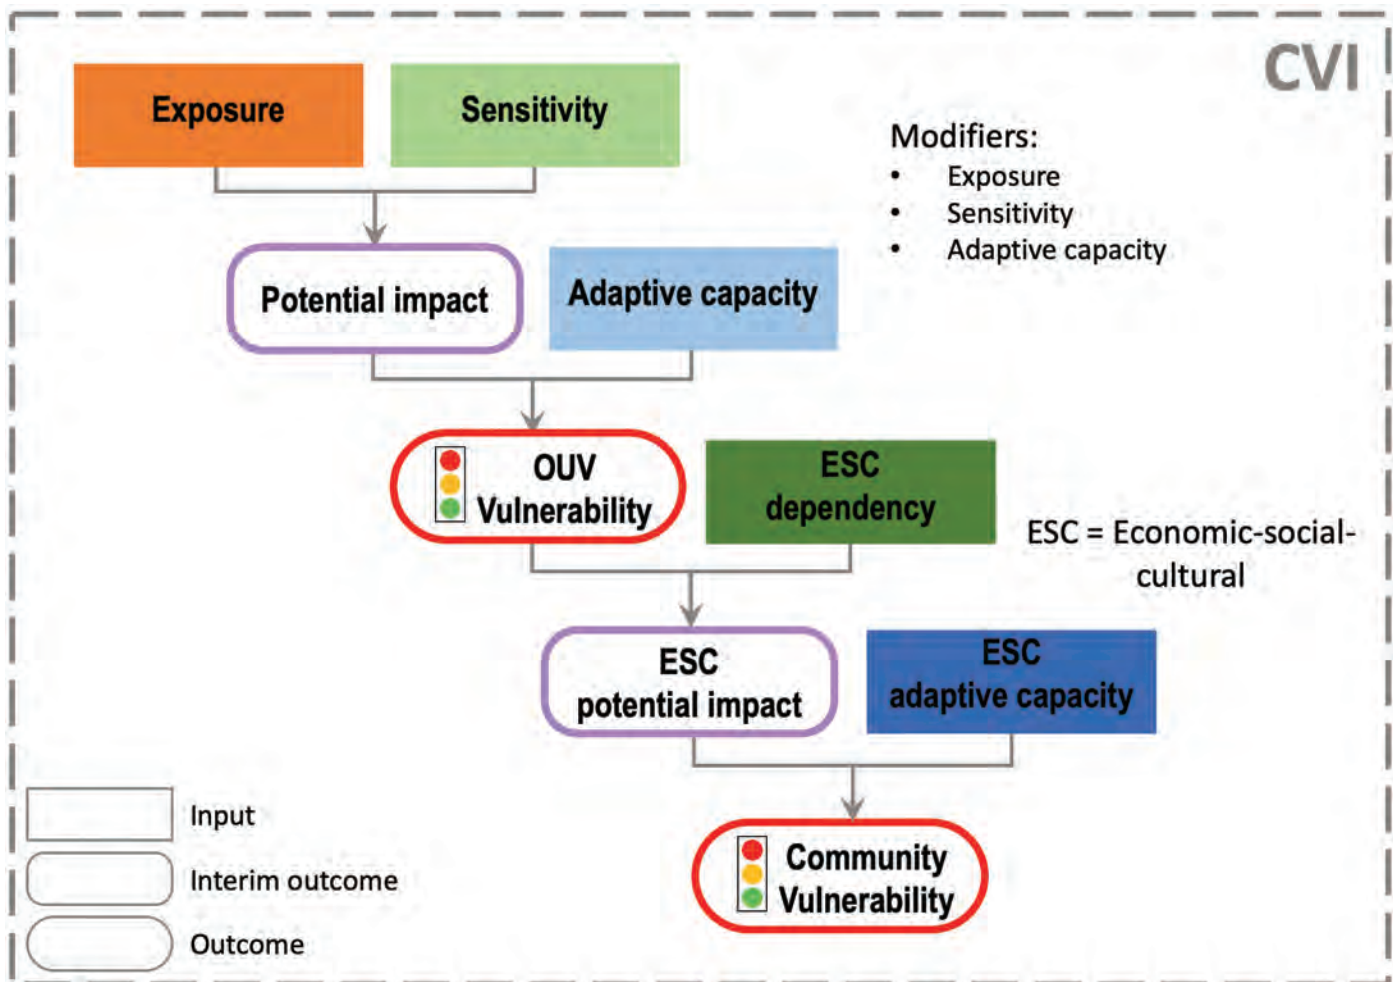 CVI
Exposure
Sensitivity
Modifiers:
• Exposure
• Sensitivity
• Adaptive capacity
Potential impact
Adaptive capacity
OUV
Vulnerability
ESC
dependency
ESC = Economic-social-
cultural
ESC
potential impact
ESC
adaptive capacity
Input
Interim outcome
Outcome
Community
Vulnerability